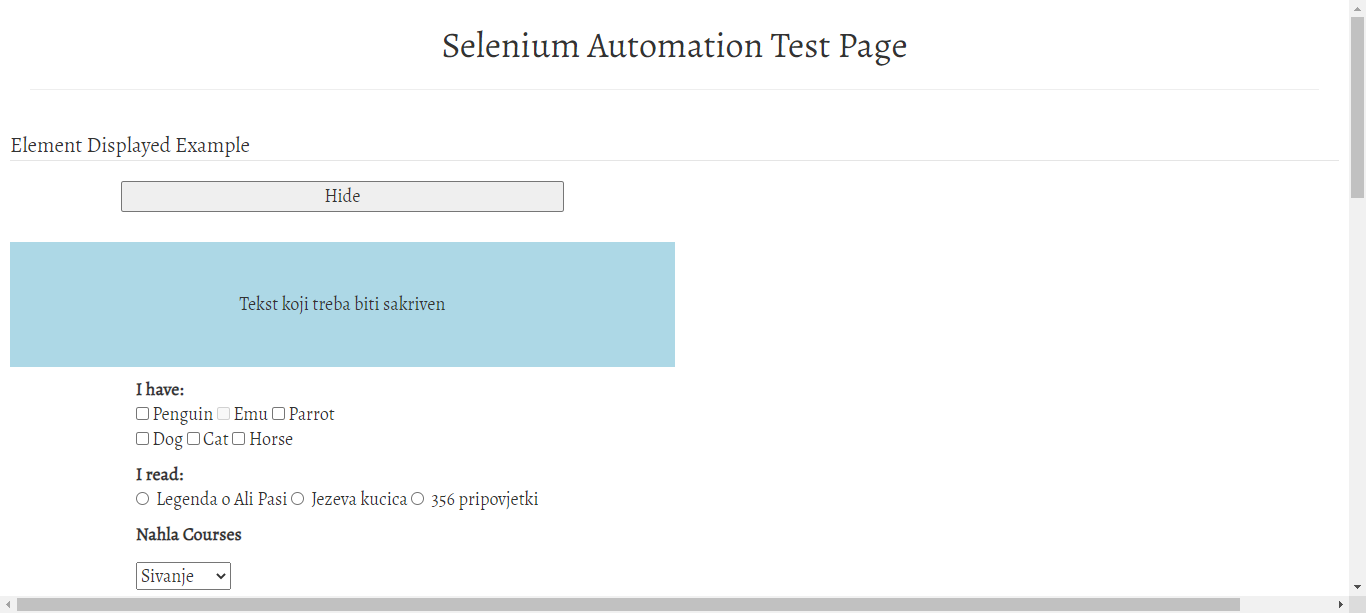 Selenium Automation Test Page
Element Displayed Example
Hide
Tekst koji treba biti sakriven
I have:
Penguin Emu Parrot
Dog Cat Horse
I read:
Legenda o Ali Pasi Jezeva kucica 356 pripovjetki
Nahla Courses
Sivanje